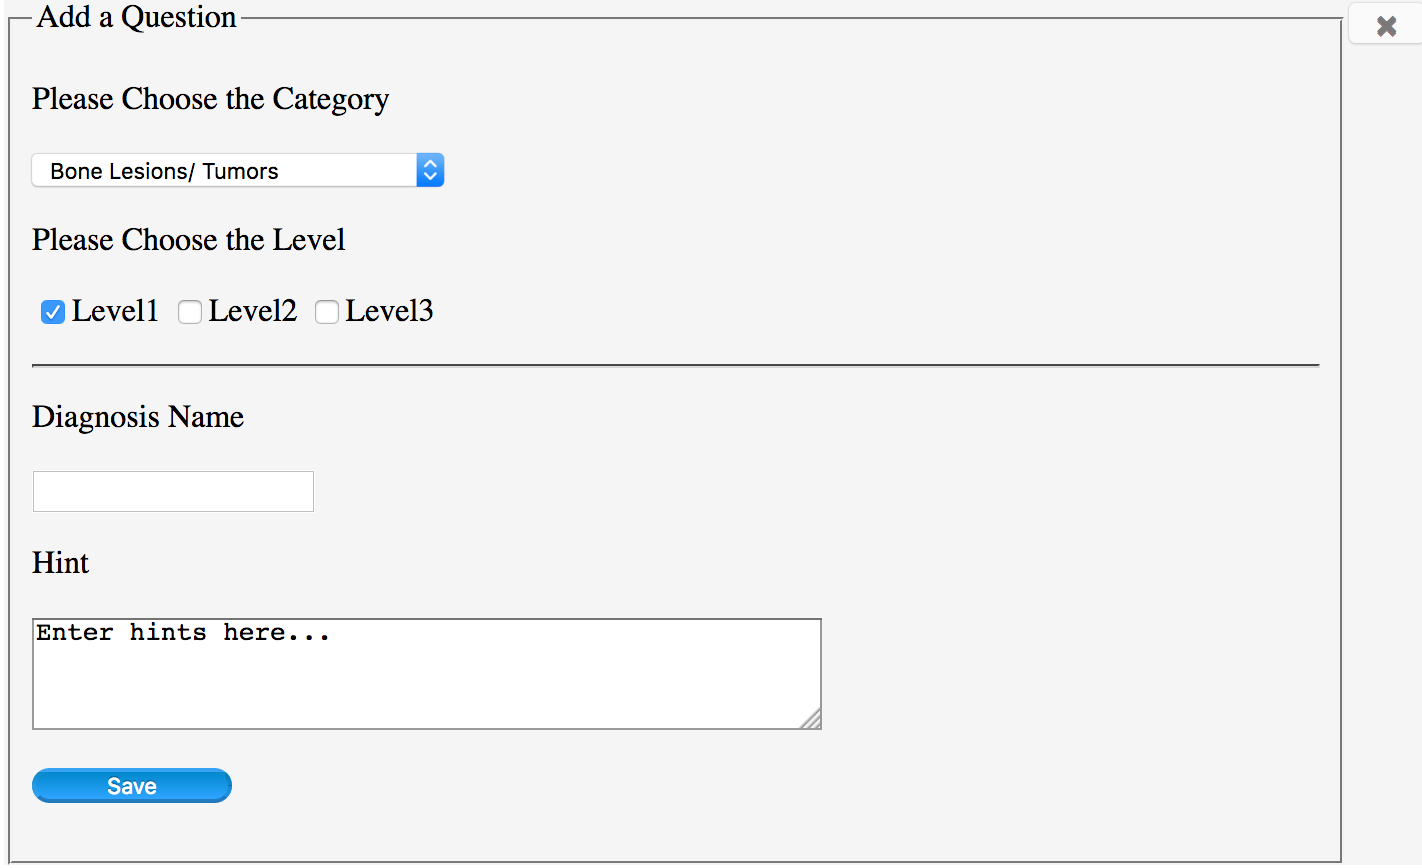 Add a Question
Please Choose the Category
Bone Lesions/ Tumors
Please Choose the Level
Level1 Level2 Level3
Diagnosis Name
Hint
Enter hints here...
Save